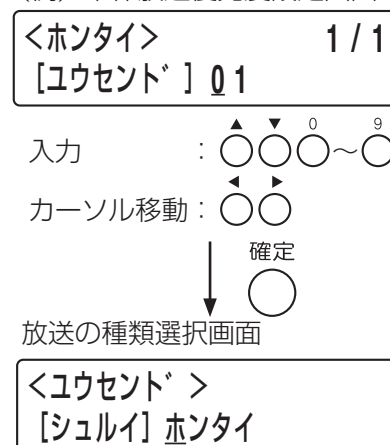 <ホンタイ> 1/1
[ユウセンド゛] 01
▲ ▼ 0 9
入力 : ○○○～○
◀ ▶
カーソル移動：○○
確定
放送の種類選択画面
<ユウセンド゛>
[シュルイ] ホンタイ